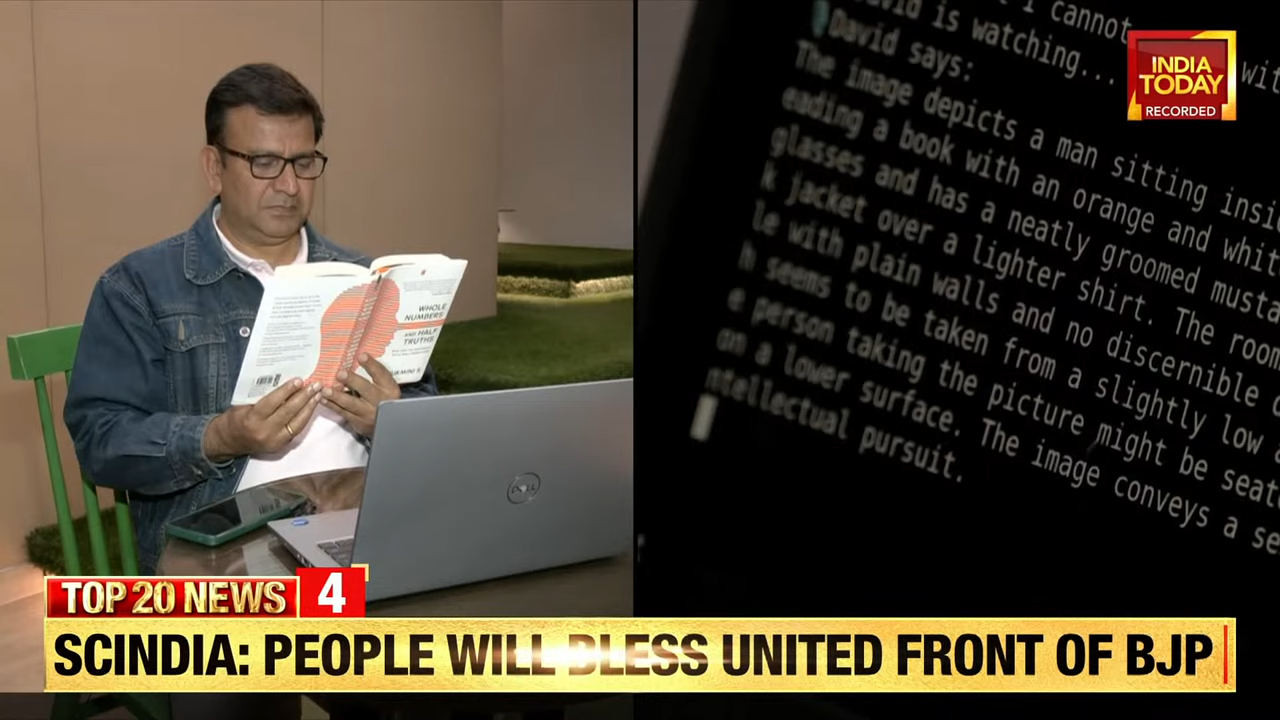 I cannot
David is watching... wit
David says:
The image depicts a man sitting insi
eading a book with an orange and whit
glasses and has a neatly groomed musta
k jacket over a lighter shirt. The room
le with plain walls and no discernible
h seems to be taken from a slightly low a
person taking the picture might be seat
on a lower surface. The image conveys a se
ntellectual pursuit.
INDIA
TODAY
RECORDED
WHOLE
NUMBERS
AND HALF
TRUTHS
RUKMINI S.
DELL
TOP 20 NEWS 4
SCINDIA: PEOPLE WILL BLESS UNITED FRONT OF BJP